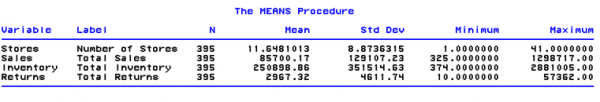 The MEANS Procedure
Variable Label N Mean Std Dev Minimum Maximum
Stores Number of Stores 395 11.6481013 8.8736315 1.0000000 41.0000000
Sales Total Sales 395 85700.17 129107.23 325.0000000 1298717.00
Inventory Total Inventory 395 250898.86 351514.63 374.0000000 2881005.00
Returns Total Returns 395 2967.32 4611.74 10.0000000 57362.00